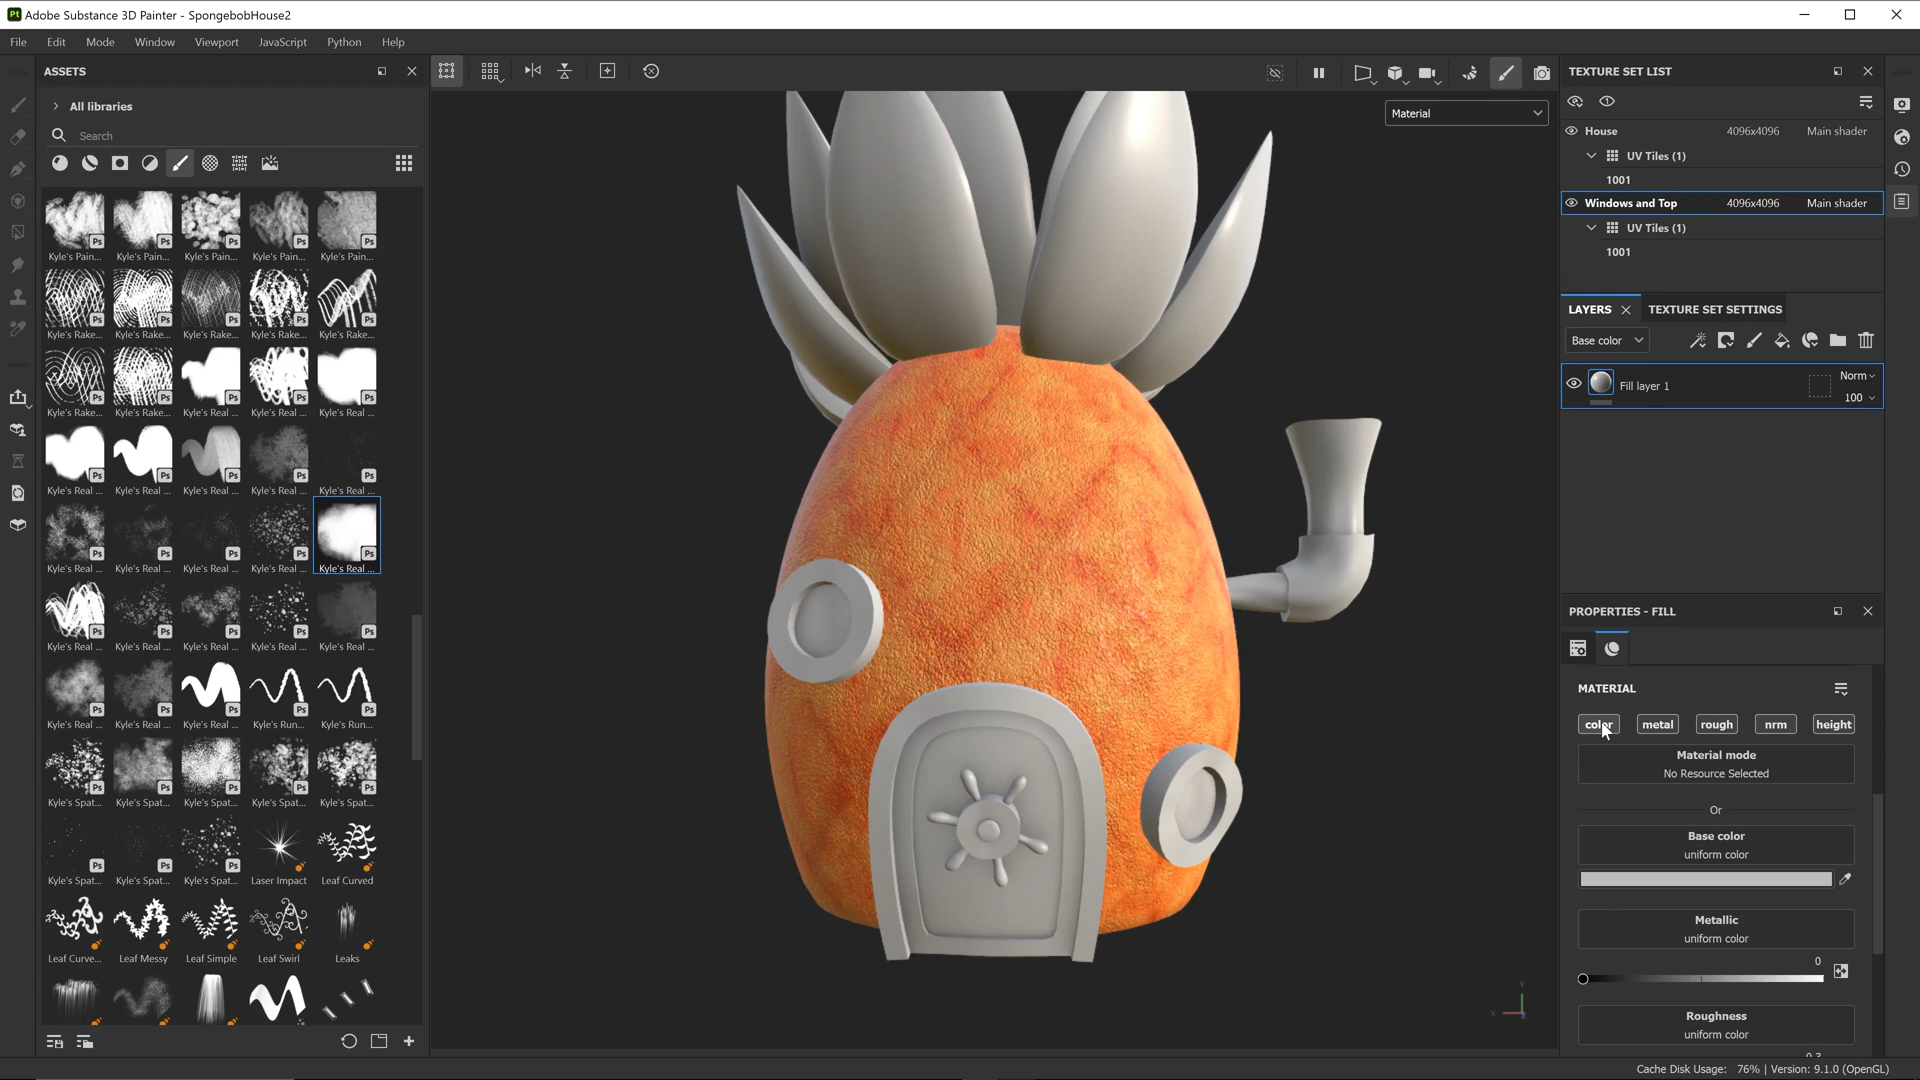 Pt Adobe Substance 3D Painter - SpongebobHouse2
File Edit Mode Window Viewport JavaScript Python Help
ASSETS
All libraries
Search
Kyle's Pain... Kyle's Pain... Kyle's Pain... Kyle's Pain... Kyle's Pain...
Kyle's Rake... Kyle's Rake... Kyle's Rake... Kyle's Rake... Kyle's Rake...
Kyle's Rake... Kyle's Rake... Kyle's Real ... Kyle's Real ... Kyle's Real ...
Kyle's Real ... Kyle's Real ... Kyle's Real ... Kyle's Real ... Kyle's Real ...
Kyle's Real ... Kyle's Real ... Kyle's Real ... Kyle's Real ... Kyle's Real ...
Kyle's Real ... Kyle's Real ... Kyle's Real ... Kyle's Real ... Kyle's Real ...
Kyle's Real ... Kyle's Real ... Kyle's Real ... Kyle's Run... Kyle's Run...
Kyle's Spat... Kyle's Spat... Kyle's Spat... Kyle's Spat... Kyle's Spat...
Kyle's Spat... Kyle's Spat... Kyle's Spat... Laser Impact Leaf Curved
Leaf Curve... Leaf Messy Leaf Simple Leaf Swirl Leaks
Material
Y
X
TEXTURE SET LIST
House 4096x4096 Main shader
UV Tiles (1)
1001
Windows and Top 4096x4096 Main shader
UV Tiles (1)
1001
LAYERS TEXTURE SET SETTINGS
Base color
Fill layer 1 Norm
100
PROPERTIES - FILL
MATERIAL
color metal rough nrm height
Material mode
No Resource Selected
Or
Base color
uniform color
Metallic
uniform color
0
Roughness
uniform color
0.3
Cache Disk Usage: 76% | Version: 9.1.0 (OpenGL)